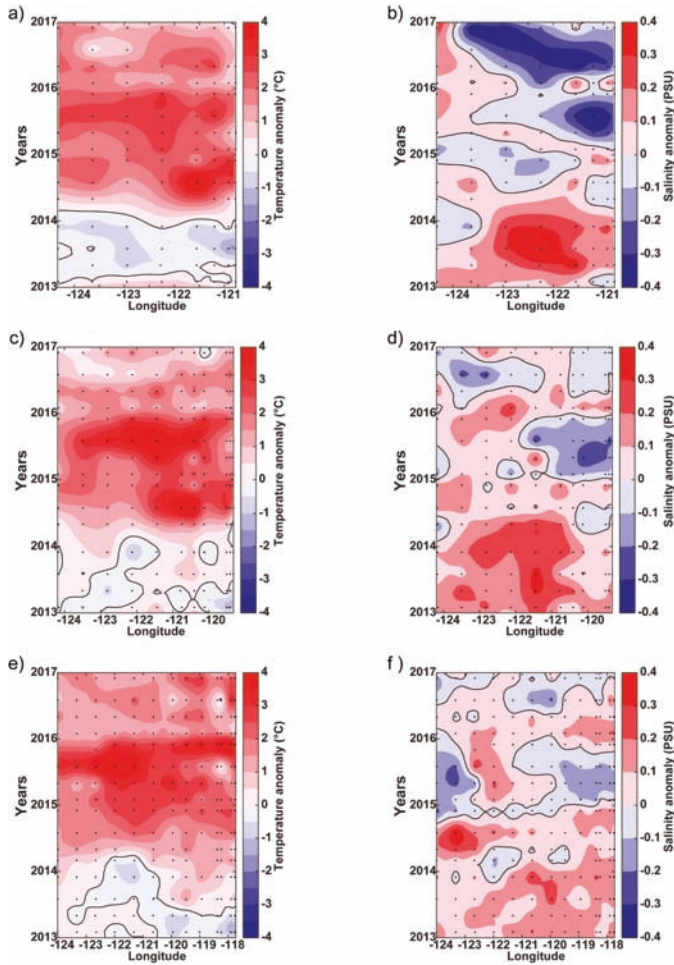 a)
2017
2016
2015
2014
2013
Years
-124 -123 -122 -121
Longitude
4
3
2
1
0
-1
-2
-3
-4
Temperature anomaly (°C)
b)
2017
2016
2015
2014
2013
Years
-124 -123 -122 -121
Longitude
0.4
0.3
0.2
0.1
0
-0.1
-0.2
-0.3
-0.4
Salinity anomaly (PSU)
c)
2017
2016
2015
2014
2013
Years
-124 -123 -122 -121 -120
Longitude
4
3
2
1
0
-1
-2
-3
-4
Temperature anomaly (°C)
d)
2017
2016
2015
2014
2013
Years
-124 -123 -122 -121 -120
Longitude
0.4
0.3
0.2
0.1
0
-0.1
-0.2
-0.3
-0.4
Salinity anomaly (PSU)
e)
2017
2016
2015
2014
2013
Years
-124 -123 -122 -121 -120 -119 -118
Longitude
4
3
2
1
0
-1
-2
-3
-4
Temperature anomaly (°C)
f )
2017
2016
2015
2014
2013
Years
-124 -123 -122 -121 -120 -119 -118
Longitude
0.4
0.3
0.2
0.1
0
-0.1
-0.2
-0.3
-0.4
Salinity anomaly (PSU)